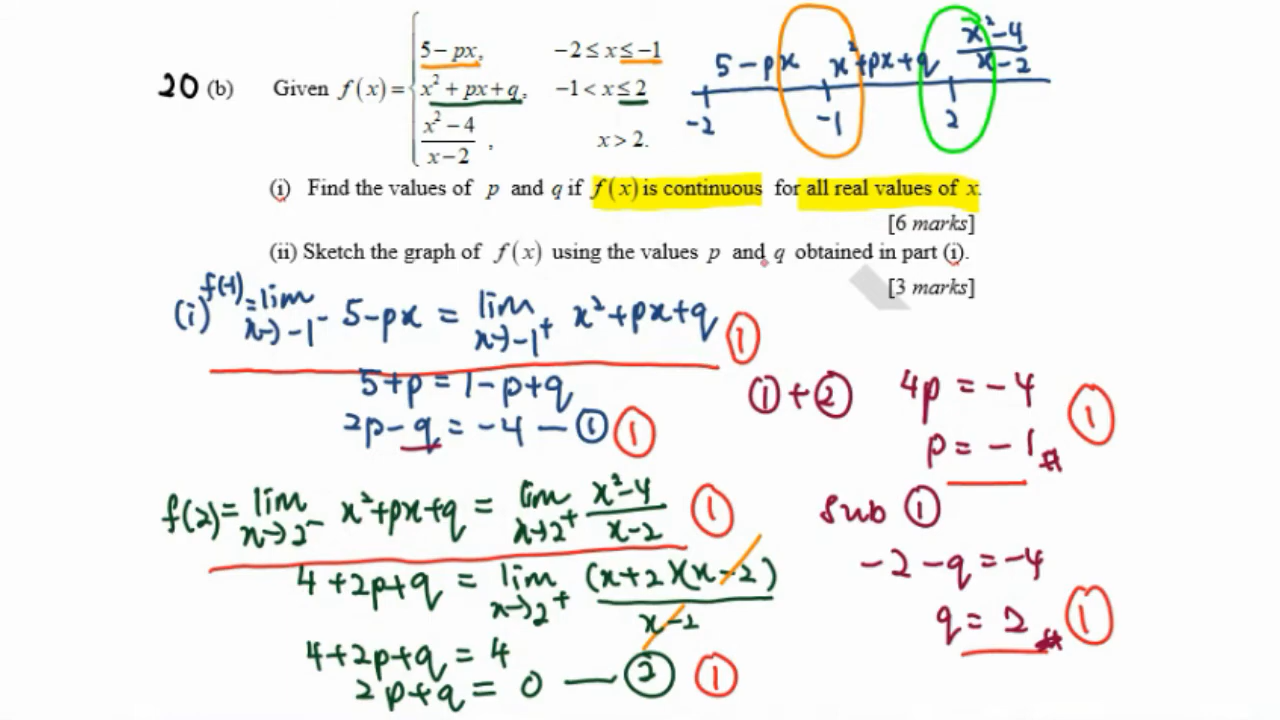 20 (b) Given f(x) = { 5 − px, −2 ≤ x ≤ −1
x² + px + q, −1 < x ≤ 2
(x² − 4)/(x − 2), x > 2.
5 − px x² + px + q (x² − 4)/(x − 2)
−2 −1 2
(i) Find the values of p and q if f(x) is continuous for all real values of x.
[6 marks]
(ii) Sketch the graph of f(x) using the values p and q obtained in part (i).
[3 marks]
(i) f(-1) = lim x→−1⁻ 5 − px = lim x→−1⁺ x² + px + q ①
5 + p = 1 − p + q
2p − q = −4 — ① ①
f(2) = lim x→2⁻ x² + px + q = lim x→2⁺ (x² − 4)/(x − 2) ①
4 + 2p + q = lim x→2⁺ (x + 2)(x − 2)/(x − 2)
4 + 2p + q = 4
2p + q = 0 — ② ①
① + ② 4p = −4
p = −1 # ①
Sub ①
−2 − q = −4
q = 2 # ①